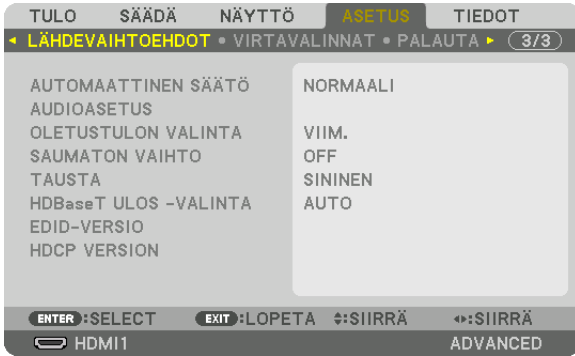 TULO SÄÄDÄ NÄYTTÖ ASETUS TIEDOT
LÄHDEVAIHTOEHDOT • VIRTAVALINNAT • PALAUTA 3/3
AUTOMAATTINEN SÄÄTÖ NORMAALI
AUDIOASETUS
OLETUSTULON VALINTA VIIM.
SAUMATON VAIHTO OFF
TAUSTA SININEN
HDBaseT ULOS -VALINTA AUTO
EDID-VERSIO
HDCP VERSION
ENTER :SELECT EXIT :LOPETA :SIIRRÄ :SIIRRÄ
HDMI1 ADVANCED